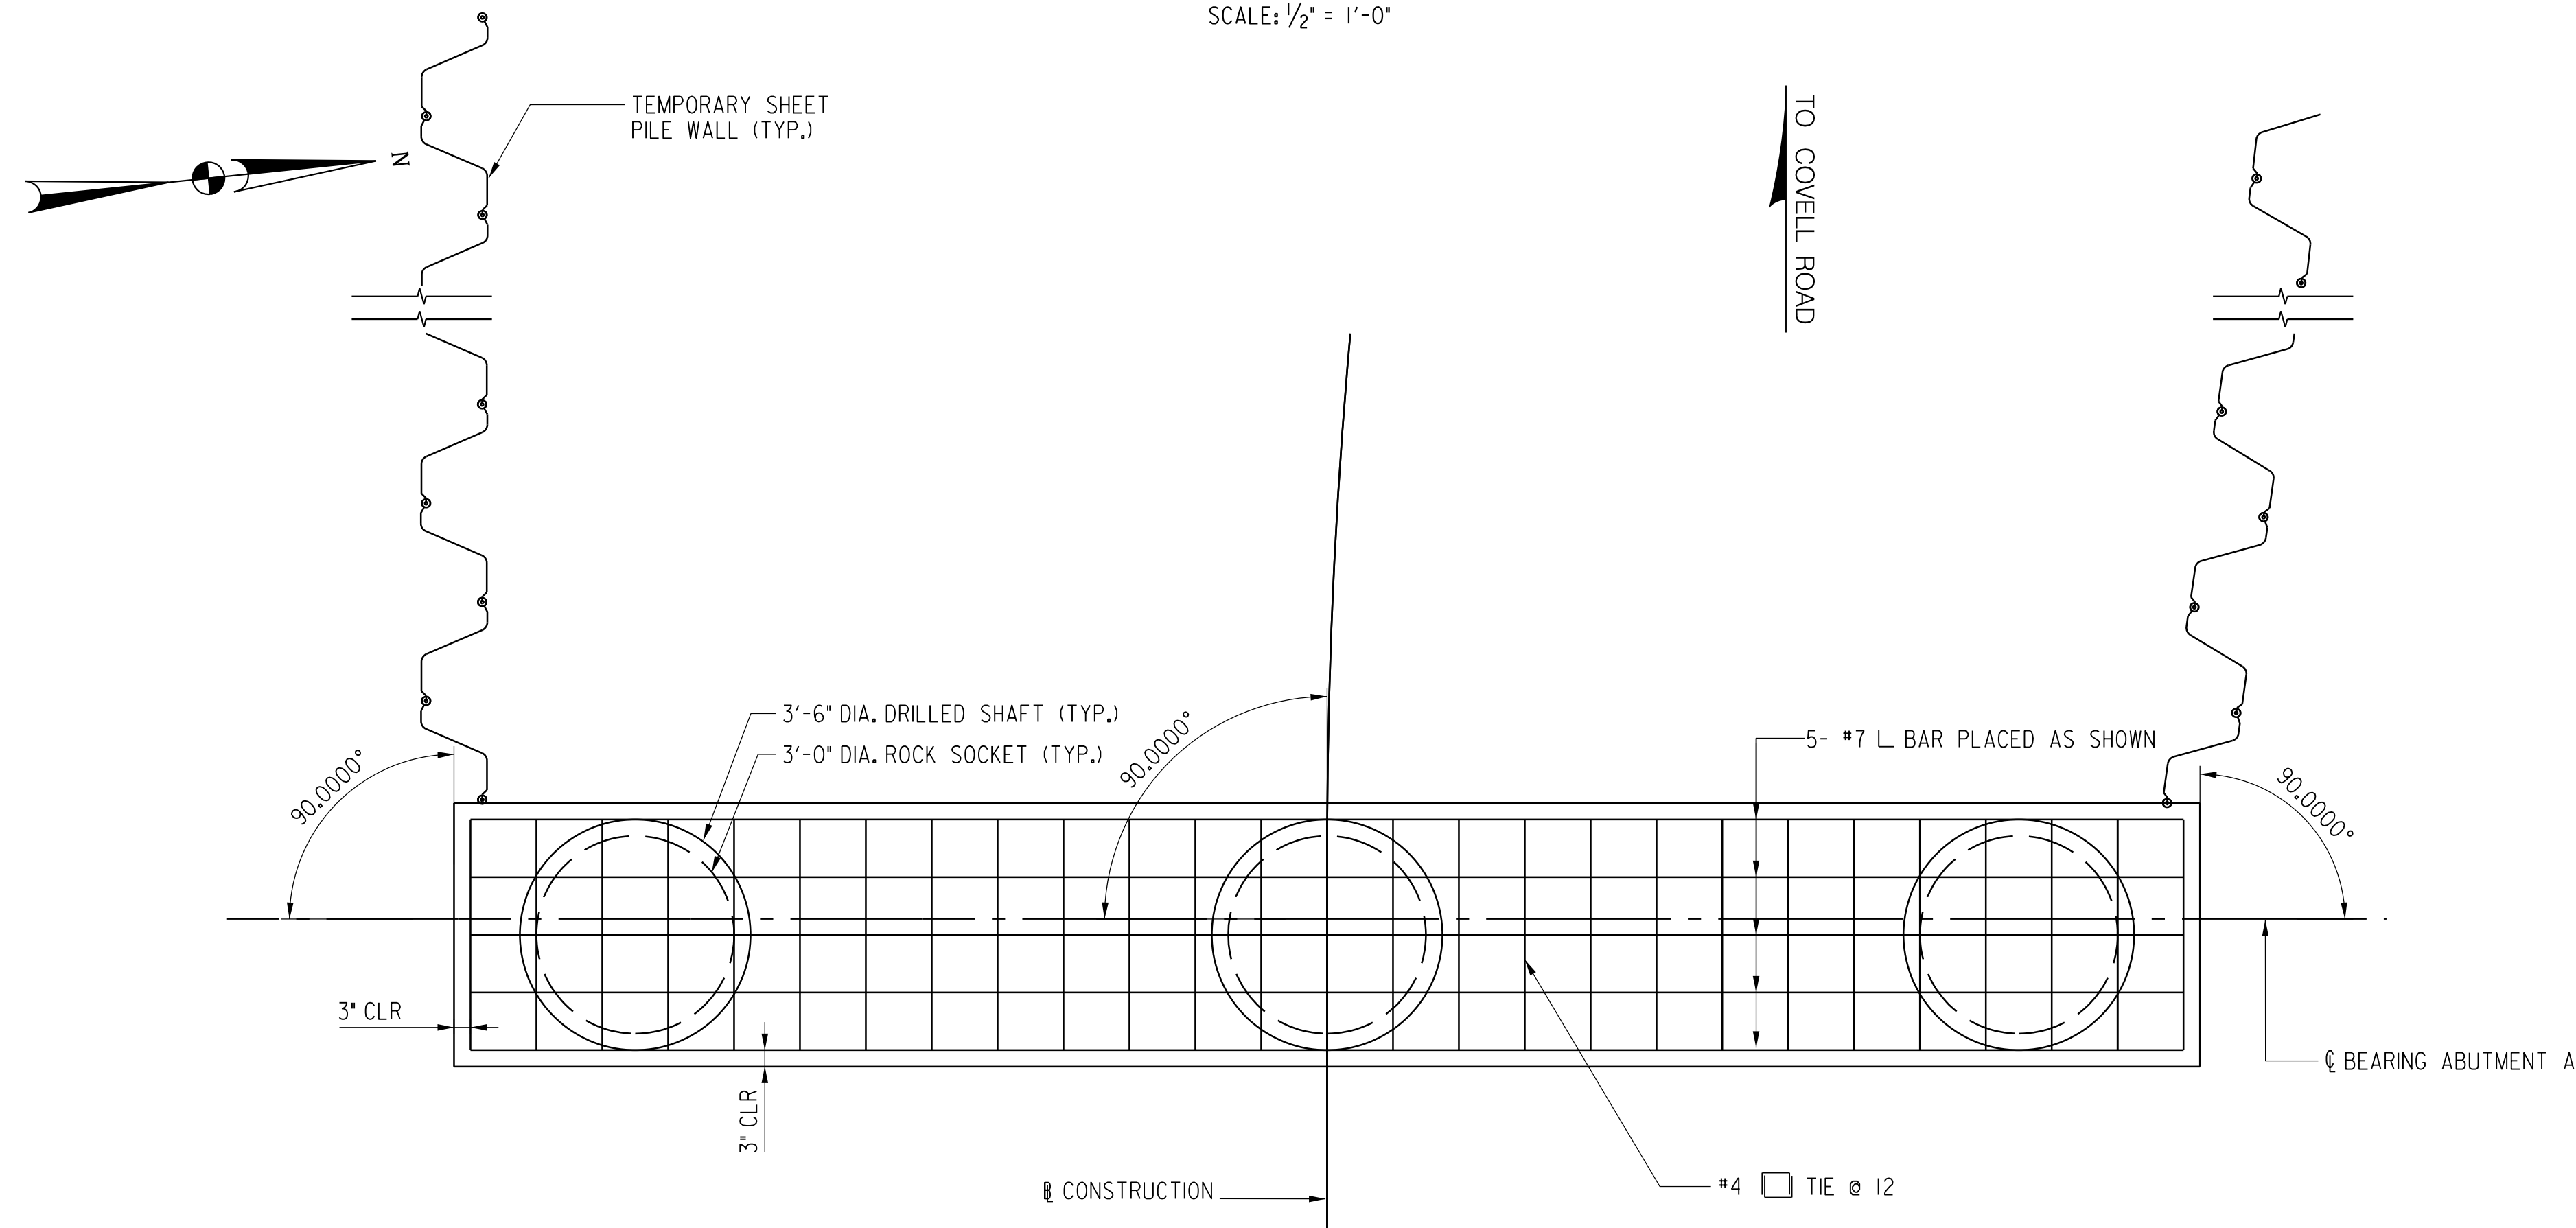 SCALE: 1/2" = 1'-0"
TEMPORARY SHEET
PILE WALL (TYP.)
N
TO COVELL ROAD
3'-6" DIA. DRILLED SHAFT (TYP.)
3'-0" DIA. ROCK SOCKET (TYP.)
90.0000°
90.0000°
90.0000°
5- #7 L BAR PLACED AS SHOWN
3" CLR
3" CLR
℄ BEARING ABUTMENT A
#4 TIE @ 12
BL CONSTRUCTION